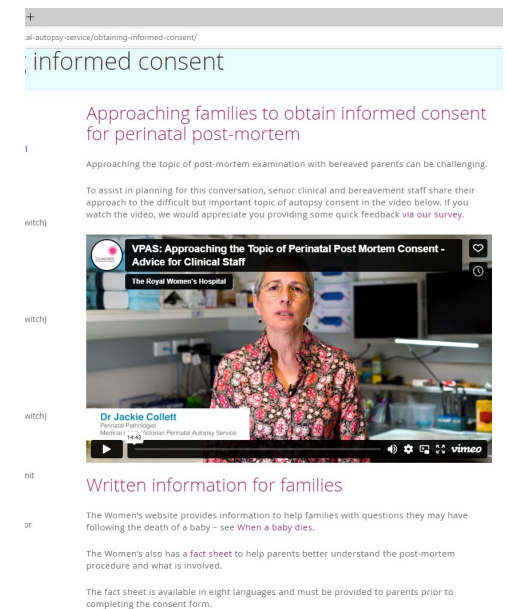 +
tal-autopsy-service/obtaining-informed-consent/
informed consent
Approaching families to obtain informed consent
for perinatal post-mortem
Approaching the topic of post-mortem examination with bereaved parents can be challenging.
To assist in planning for this conversation, senior clinical and bereavement staff share their
approach to the difficult but important topic of autopsy consent in the video below. If you
watch the video, we would appreciate you providing some quick feedback via our survey.
witch)
VPAS: Approaching the Topic of Perinatal Post Mortem Consent -
Advice for Clinical Staff
The Royal Women's Hospital
witch)
witch)
Dr Jackie Collett
Perinatal Pathologist
Medical Victorian Perinatal Autopsy Service
14:43
vimeo
nit
Written information for families
The Women's website provides information to help families with questions they may have
or
following the death of a baby – see When a baby dies.
The Women's also has a fact sheet to help parents better understand the post-mortem
procedure and what is involved.
The fact sheet is available in eight languages and must be provided to parents prior to
completing the consent form.